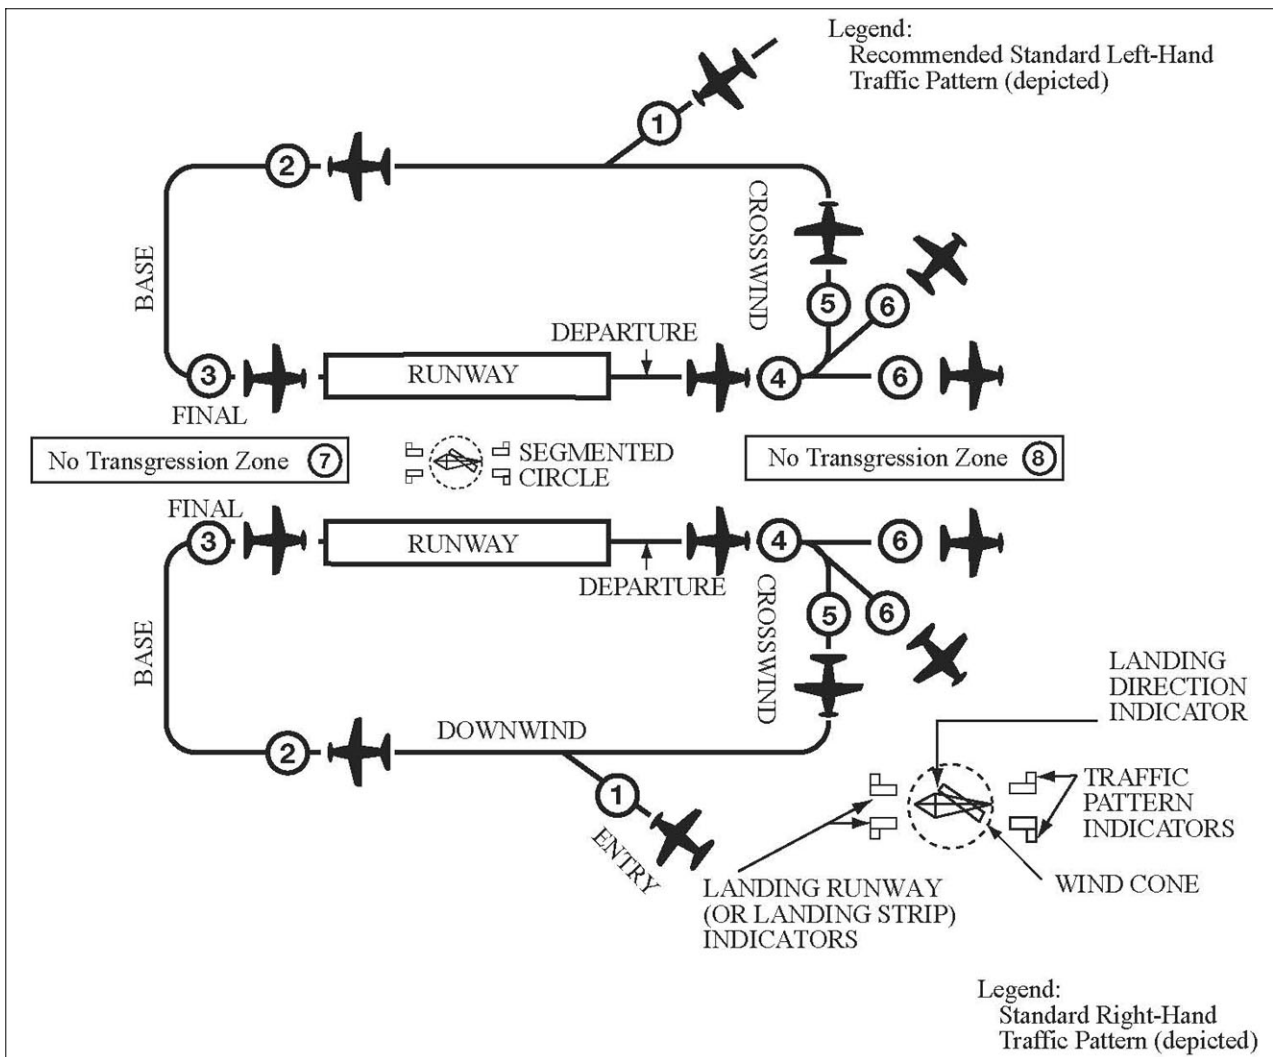 Legend:
Recommended Standard Left-Hand
Traffic Pattern (depicted)
1
2
CROSSWIND
BASE
5
6
DEPARTURE
3
RUNWAY
4
6
FINAL
No Transgression Zone 7
SEGMENTED
CIRCLE
No Transgression Zone 8
FINAL
3
RUNWAY
4
6
DEPARTURE
CROSSWIND
5
6
BASE
2
DOWNWIND
1
ENTRY
LANDING
DIRECTION
INDICATOR
TRAFFIC
PATTERN
INDICATORS
WIND CONE
LANDING RUNWAY
(OR LANDING STRIP)
INDICATORS
Legend:
Standard Right-Hand
Traffic Pattern (depicted)